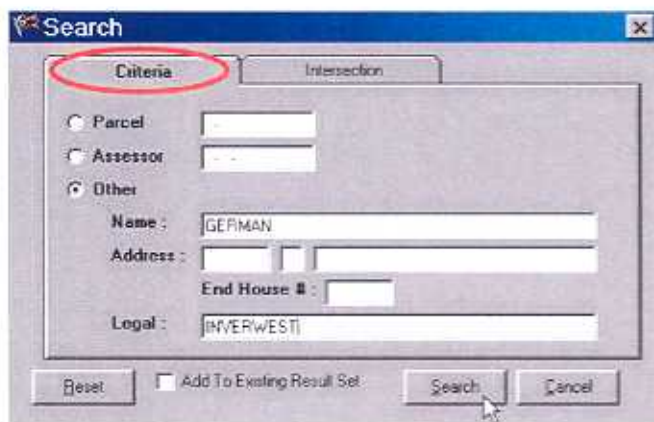 Search
Criteria Intersection
Parcel - -
Assessor - -
Other
Name : GERMAN
Address :
End House # :
Legal : INVERWEST
Reset Add To Existing Result Set Search Cancel